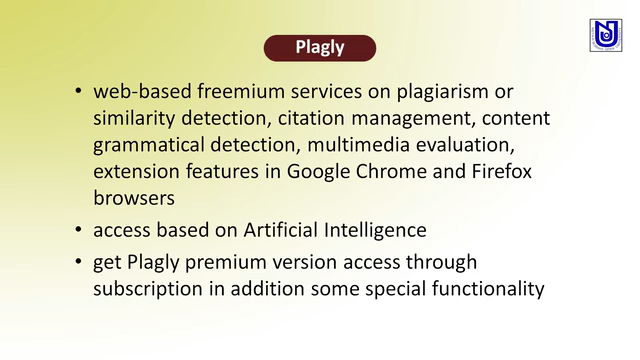 Plagly
• web-based freemium services on plagiarism or
similarity detection, citation management, content
grammatical detection, multimedia evaluation,
extension features in Google Chrome and Firefox
browsers
• access based on Artificial Intelligence
• get Plagly premium version access through
subscription in addition some special functionality